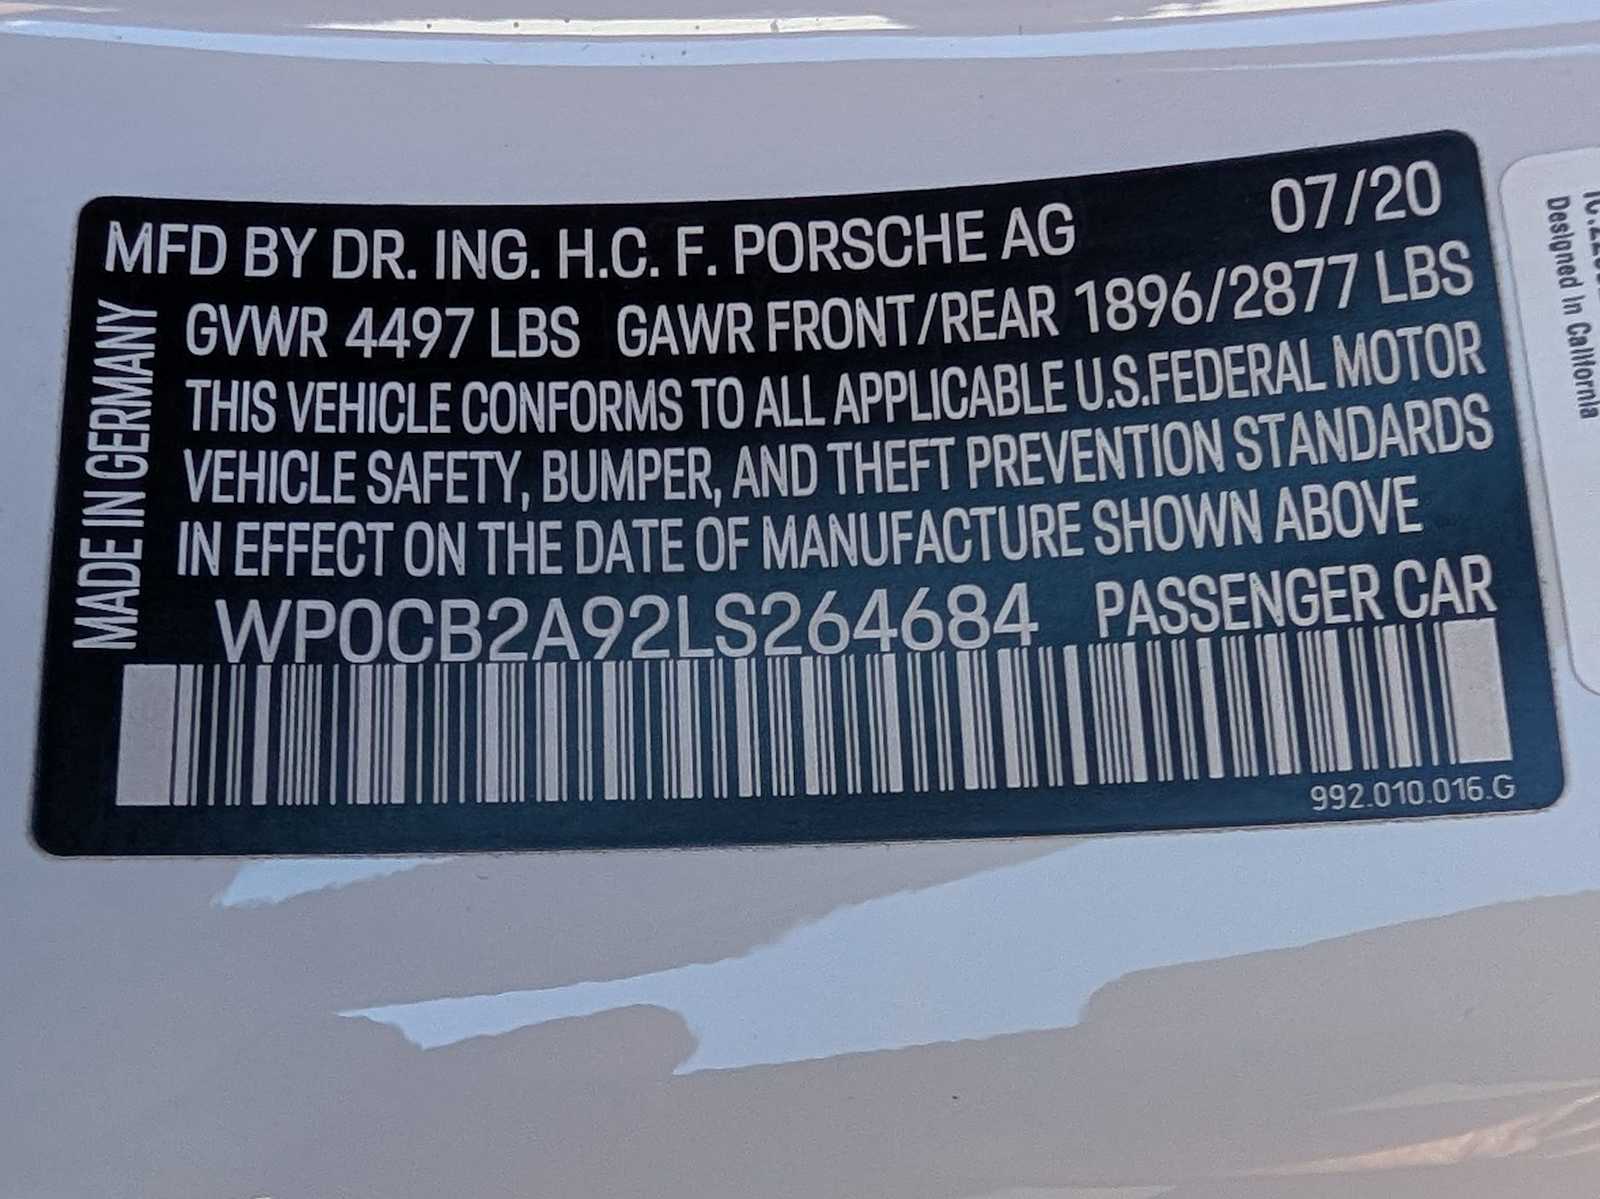 MFD BY DR. ING. H.C. F. PORSCHE AG 07/20
GVWR 4497 LBS GAWR FRONT/REAR 1896/2877 LBS
THIS VEHICLE CONFORMS TO ALL APPLICABLE U.S.FEDERAL MOTOR
VEHICLE SAFETY, BUMPER, AND THEFT PREVENTION STANDARDS
IN EFFECT ON THE DATE OF MANUFACTURE SHOWN ABOVE
WP0CB2A92LS264684 PASSENGER CAR
992.010.016.G
MADE IN GERMANY
Designed in California